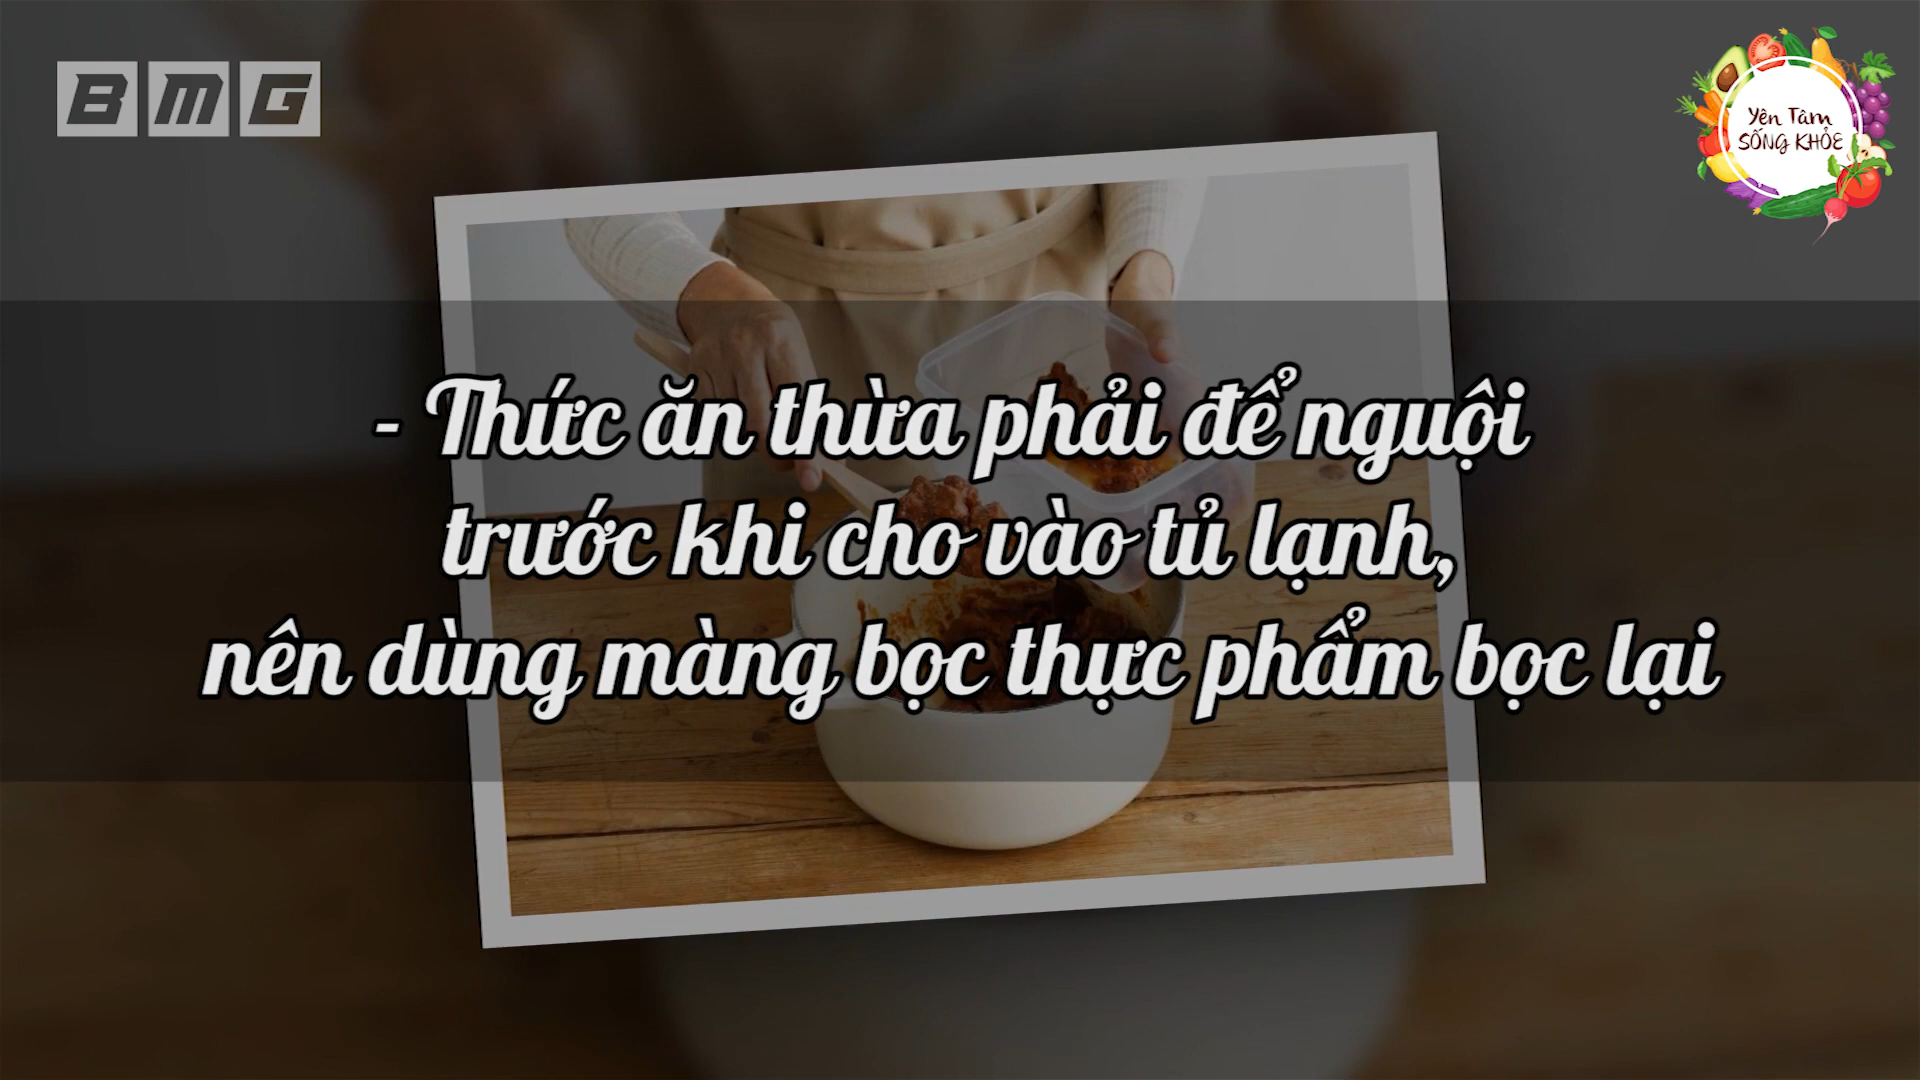 BMG
Yên Tâm
SỐNG KHỎE
- Thức ăn thừa phải để nguội
trước khi cho vào tủ lạnh,
nên dùng màng bọc thực phẩm bọc lại